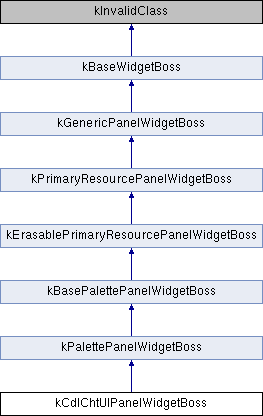 kInvalidClass
kBaseWidgetBoss
kGenericPanelWidgetBoss
kPrimaryResourcePanelWidgetBoss
kErasablePrimaryResourcePanelWidgetBoss
kBasePalettePanelWidgetBoss
kPalettePanelWidgetBoss
kCdlChtUIPanelWidgetBoss